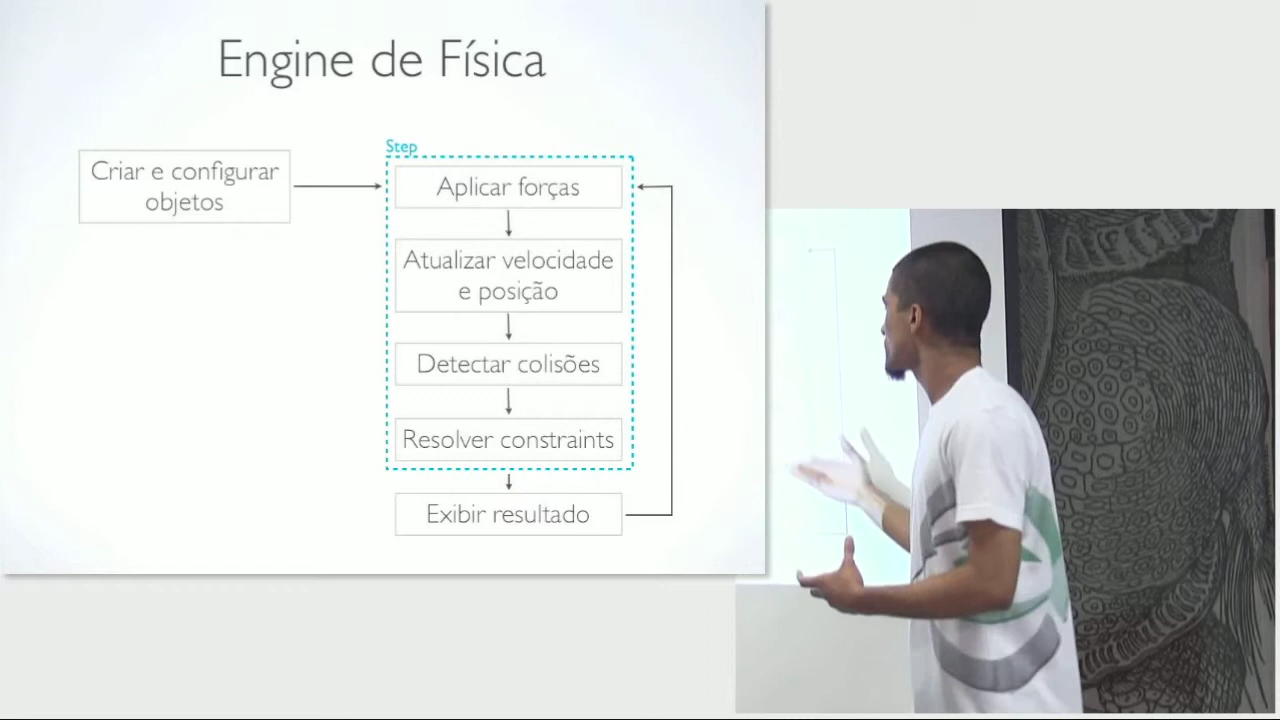 Engine de Física
Criar e configurar
objetos
Step
Aplicar forças
Atualizar velocidade
e posição
Detectar colisões
Resolver constraints
Exibir resultado